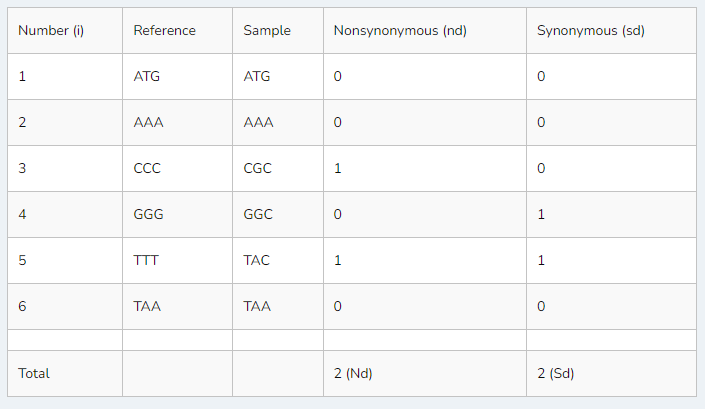 Number (i) Reference Sample Nonsynonymous (nd) Synonymous (sd)
1 ATG ATG 0 0
2 AAA AAA 0 0
3 CCC CGC 1 0
4 GGG GGC 0 1
5 TTT TAC 1 1
6 TAA TAA 0 0
Total 2 (Nd) 2 (Sd)